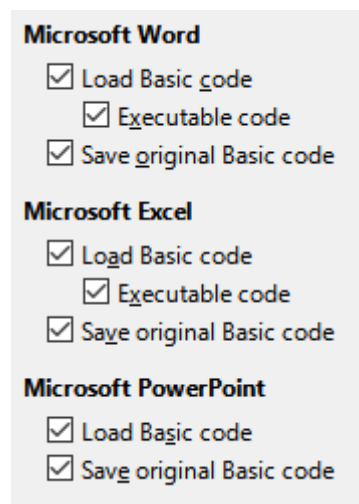 Microsoft Word
Load Basic code
Executable code
Save original Basic code
Microsoft Excel
Load Basic code
Executable code
Save original Basic code
Microsoft PowerPoint
Load Basic code
Save original Basic code